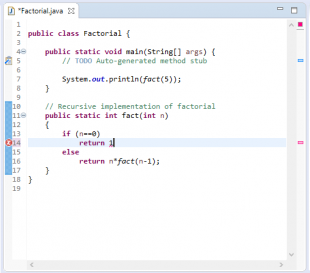 *Factorial.java
1
2 public class Factorial {
3
4 public static void main(String[] args) {
5 // TODO Auto-generated method stub
6
7 System.out.println(fact(5));
8 }
9
10 // Recursive implementation of factorial
11 public static int fact(int n)
12 {
13 if (n==0)
14 return 1
15 else
16 return n*fact(n-1);
17 }
18 }
19